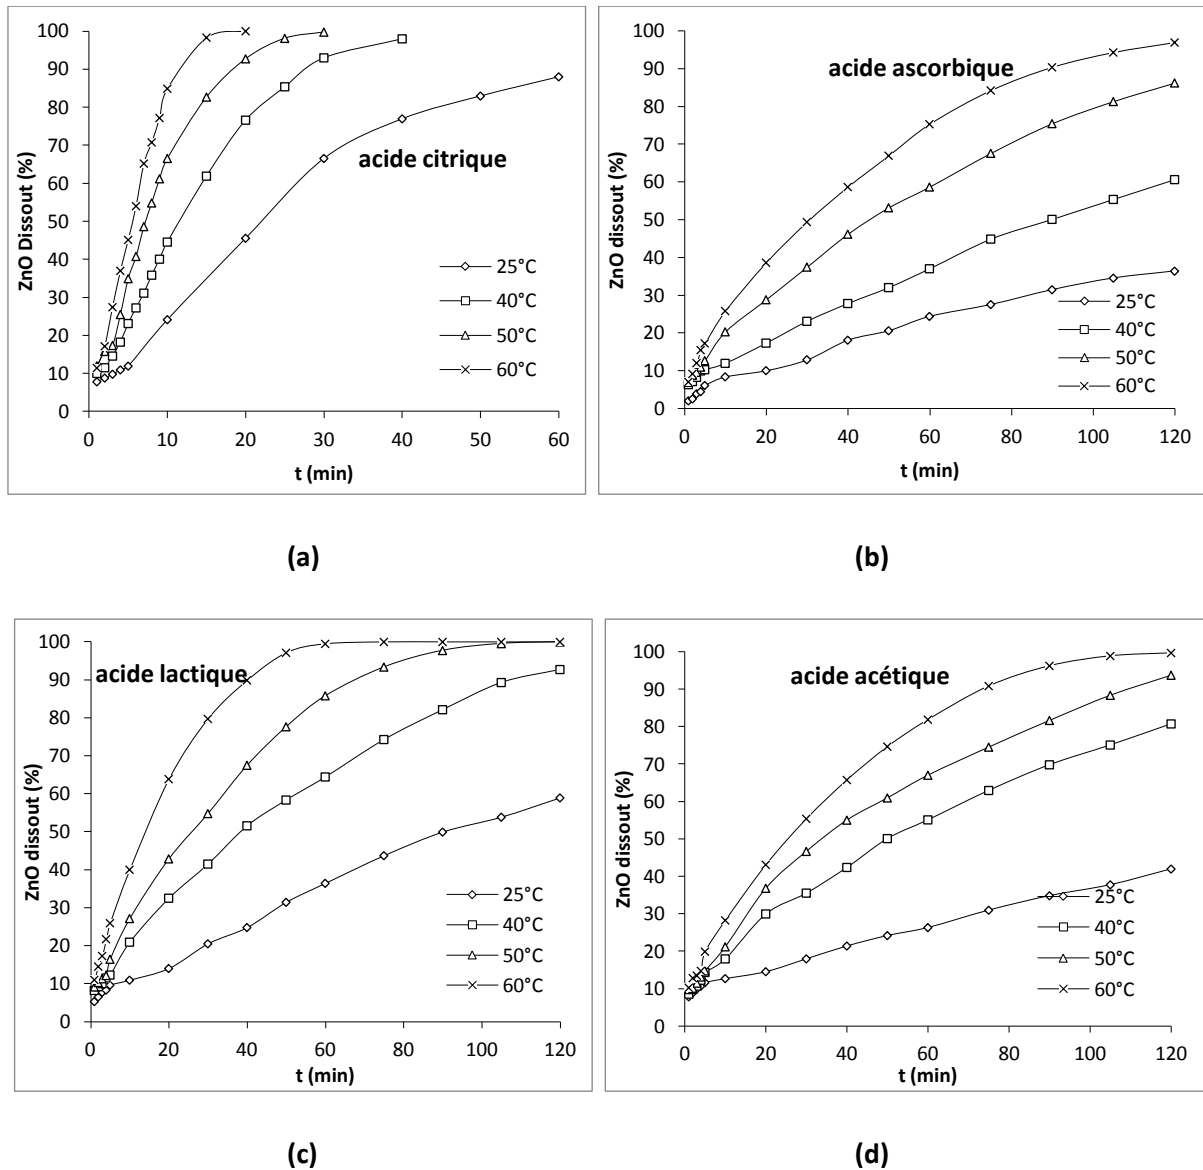 100
90
80
70
60
50
40
30
20
10
0
ZnO Dissout (%)
acide citrique
25°C
40°C
50°C
60°C
0 10 20 30 40 50 60
t (min)
(a)
100
90
80
70
60
50
40
30
20
10
0
ZnO dissout (%)
acide ascorbique
25°C
40°C
50°C
60°C
0 20 40 60 80 100 120
t (min)
(b)
100
90
80
70
60
50
40
30
20
10
0
ZnO dissout (%)
acide lactique
25°C
40°C
50°C
60°C
0 20 40 60 80 100 120
t (min)
(c)
100
90
80
70
60
50
40
30
20
10
0
ZnO dissout (%)
acide acétique
25°C
40°C
50°C
60°C
0 20 40 60 80 100 120
t (min)
(d)